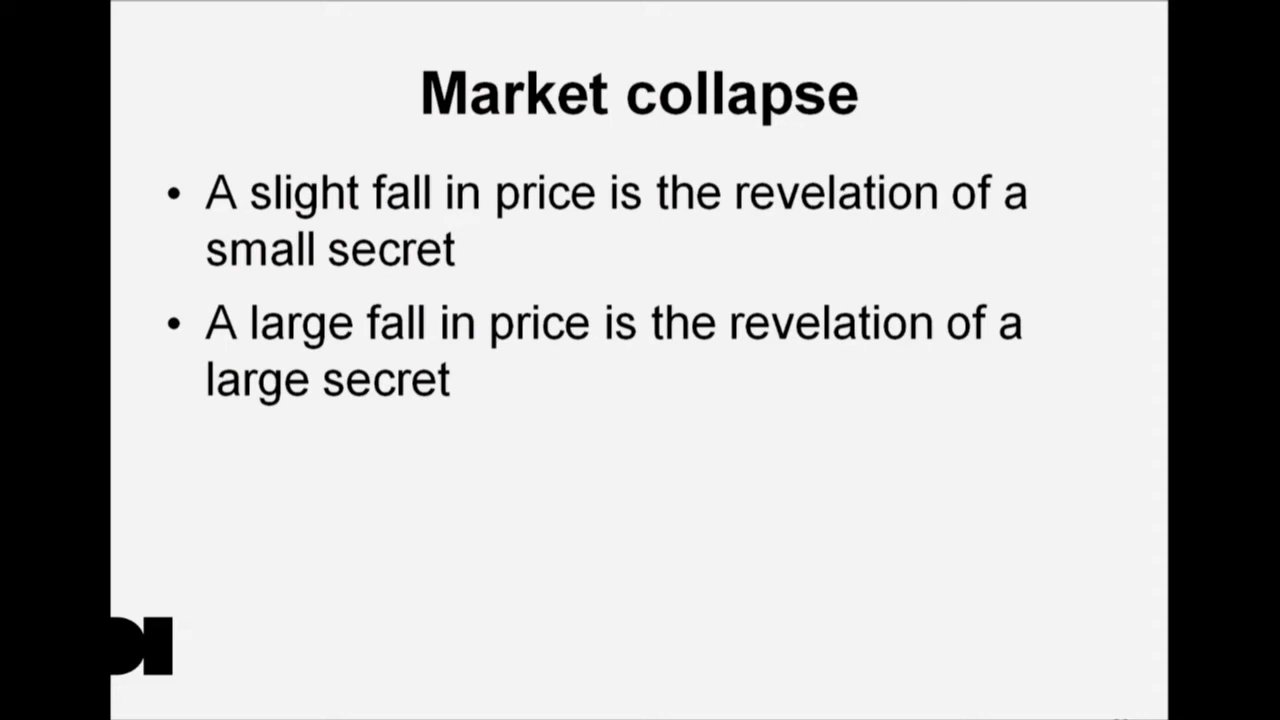 Market collapse
• A slight fall in price is the revelation of a
small secret
• A large fall in price is the revelation of a
large secret